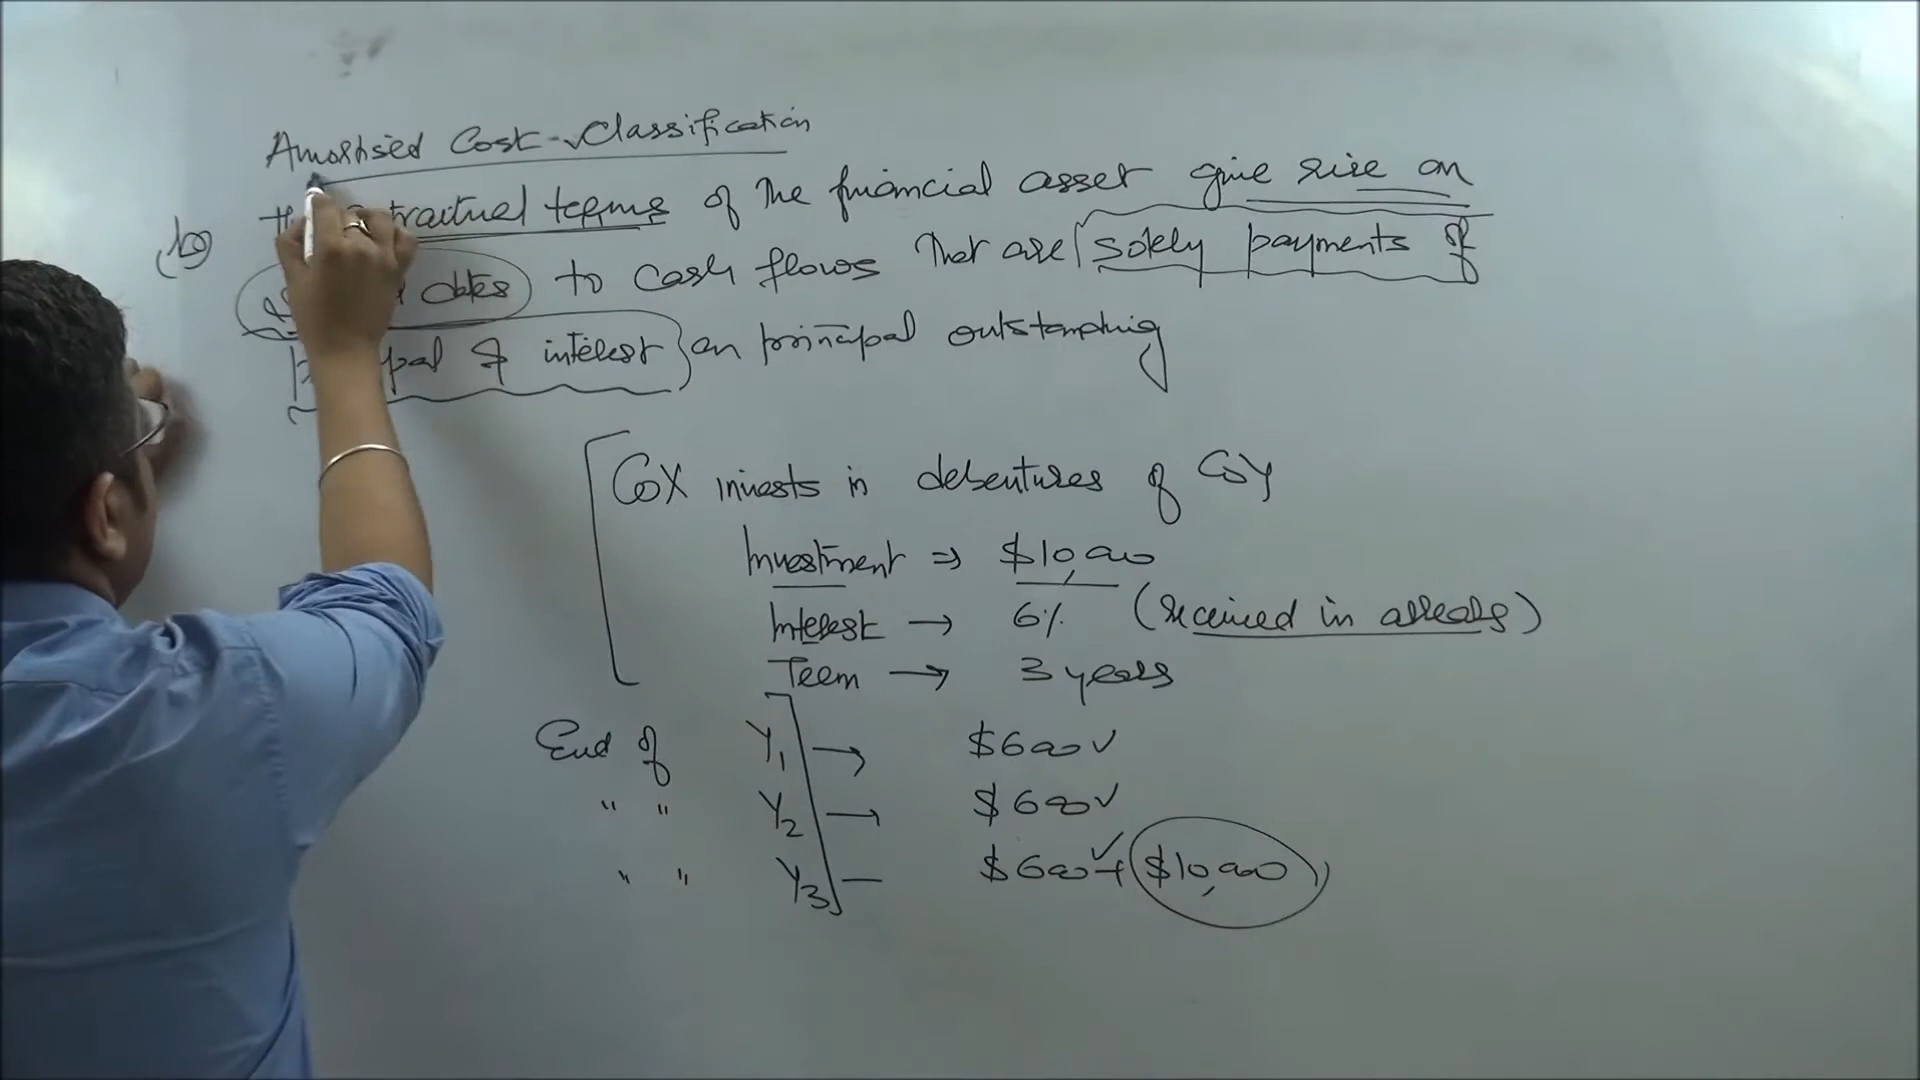 Amortised Cost - Classification
(b) contractual terms of the financial asset give rise on
dates to cash flows that are solely payments of
& interest on principal outstanding
CoX invests in debentures of CoY
Investment ⇒ $10,000
Interest → 6% (received in arrears)
Term → 3 years
End of Y1 → $600 ✓
" " Y2 → $600 ✓
" " Y3 — $600 ✓ + $10,000